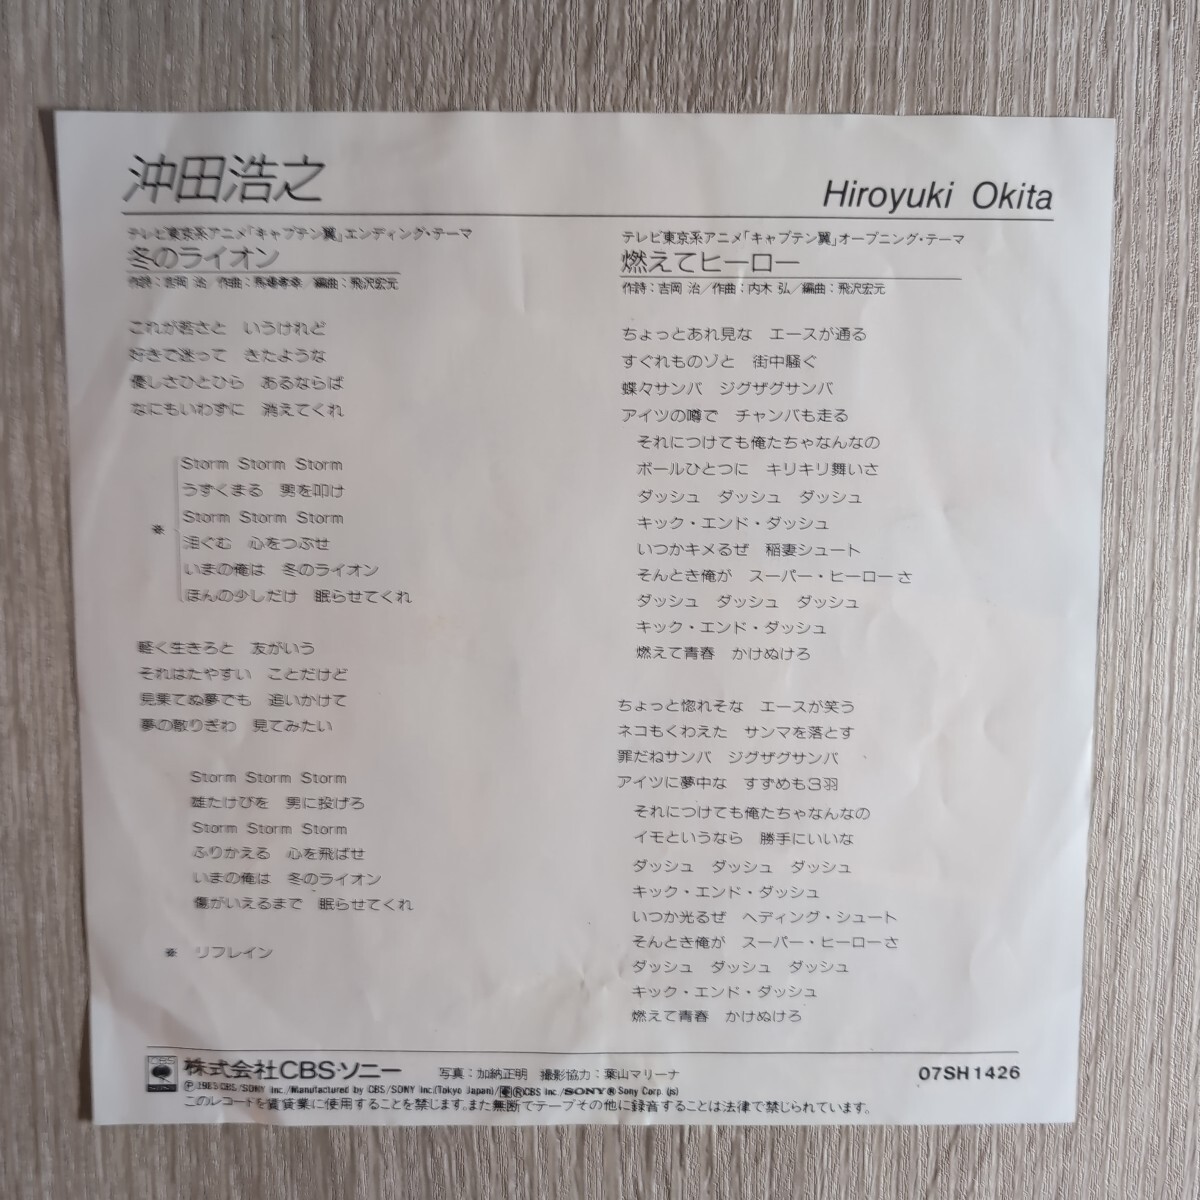 沖田浩之
Hiroyuki Okita
テレビ東京系アニメ「キャプテン翼」エンディング・テーマ
冬のライオン
作詩：吉岡 治／作曲：馬場孝幸／編曲：飛沢宏元
これが若さと　いうけれど
好きで迷って　きたような
優しさひとひら　あるならば
なにもいわずに　消えてくれ
Storm Storm Storm
うずくまる　男を叩け
Storm Storm Storm
※ 涙ぐむ　心をつぶせ
いまの俺は　冬のライオン
ほんの少しだけ　眠らせてくれ
軽く生きろと　友がいう
それはたやすい　ことだけど
見果てぬ夢でも　追いかけて
夢の散りぎわ　見てみたい
Storm Storm Storm
雄たけびを　男に投げろ
Storm Storm Storm
ふりかえる　心を飛ばせ
いまの俺は　冬のライオン
傷がいえるまで　眠らせてくれ
※　リフレイン
テレビ東京系アニメ「キャプテン翼」オープニング・テーマ
燃えてヒーロー
作詩：吉岡 治／作曲：内木 弘／編曲：飛沢宏元
ちょっとあれ見な　エースが通る
すぐれものゾと　街中騒ぐ
蝶々サンバ　ジグザグサンバ
アイツの噂で　チャンバも走る
それにつけても俺たちゃなんなの
ボールひとつに　キリキリ舞いさ
ダッシュ　ダッシュ　ダッシュ
キック・エンド・ダッシュ
いつかキメるぜ　稲妻シュート
そんとき俺が　スーパー・ヒーローさ
ダッシュ　ダッシュ　ダッシュ
キック・エンド・ダッシュ
燃えて青春　かけぬけろ
ちょっと惚れそな　エースが笑う
ネコもくわえた　サンマを落とす
罪だねサンバ　ジグザグサンバ
アイツに夢中な　すずめも3羽
それにつけても俺たちゃなんなの
イモというなら　勝手にいいな
ダッシュ　ダッシュ　ダッシュ
キック・エンド・ダッシュ
いつか光るぜ　ヘディング・シュート
そんとき俺が　スーパー・ヒーローさ
ダッシュ　ダッシュ　ダッシュ
キック・エンド・ダッシュ
燃えて青春　かけぬけろ
CBS SONY 株式会社CBS・ソニー　写真：加納正明　撮影協力：葉山マリーナ　07SH 1426
Ⓟ 1983 CBS/SONY Inc./Manufactured by CBS/SONY Inc.(Tokyo Japan)/®CBS Inc./SONY® Sony Corp. (s)
このレコードを賃貸業に使用することを禁じます。また無断でテープその他に録音することは法律で禁じられています。